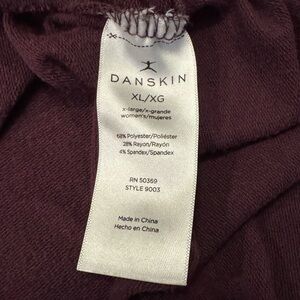 DANSKIN
XL/XG
x-large/x-grande
women's/mujeres
68% Polyester/Poliéster
28% Rayon/Rayón
4% Spandex/Spandex
RN 50369
STYLE 9003
Made in China
Hecho en China